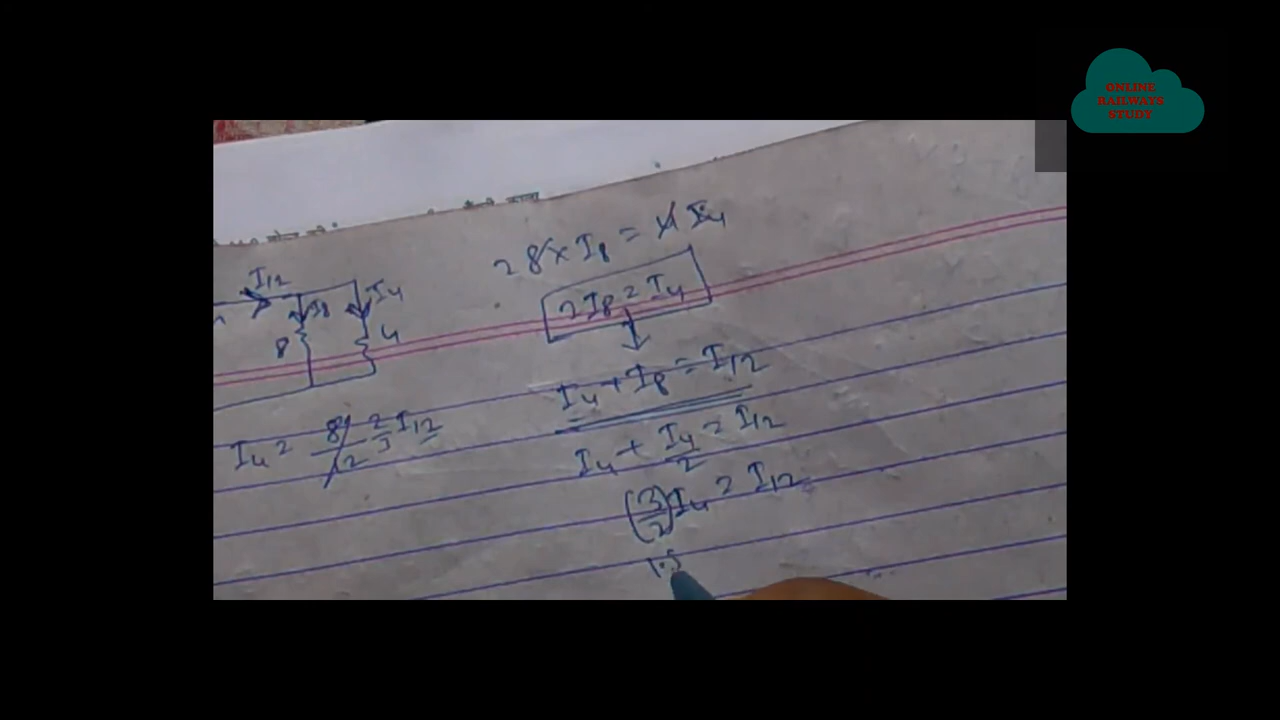 ONLINE
RAILWAYS
STUDY
I12
I8
I4
8
4
I4 = 8/12 2/3 I12
2 8 × I8 = 4 I4
2I8 = I4
I4 + I8 = I12
I4 + I4/2 = I12
(3/2) I4 = I12
1.5